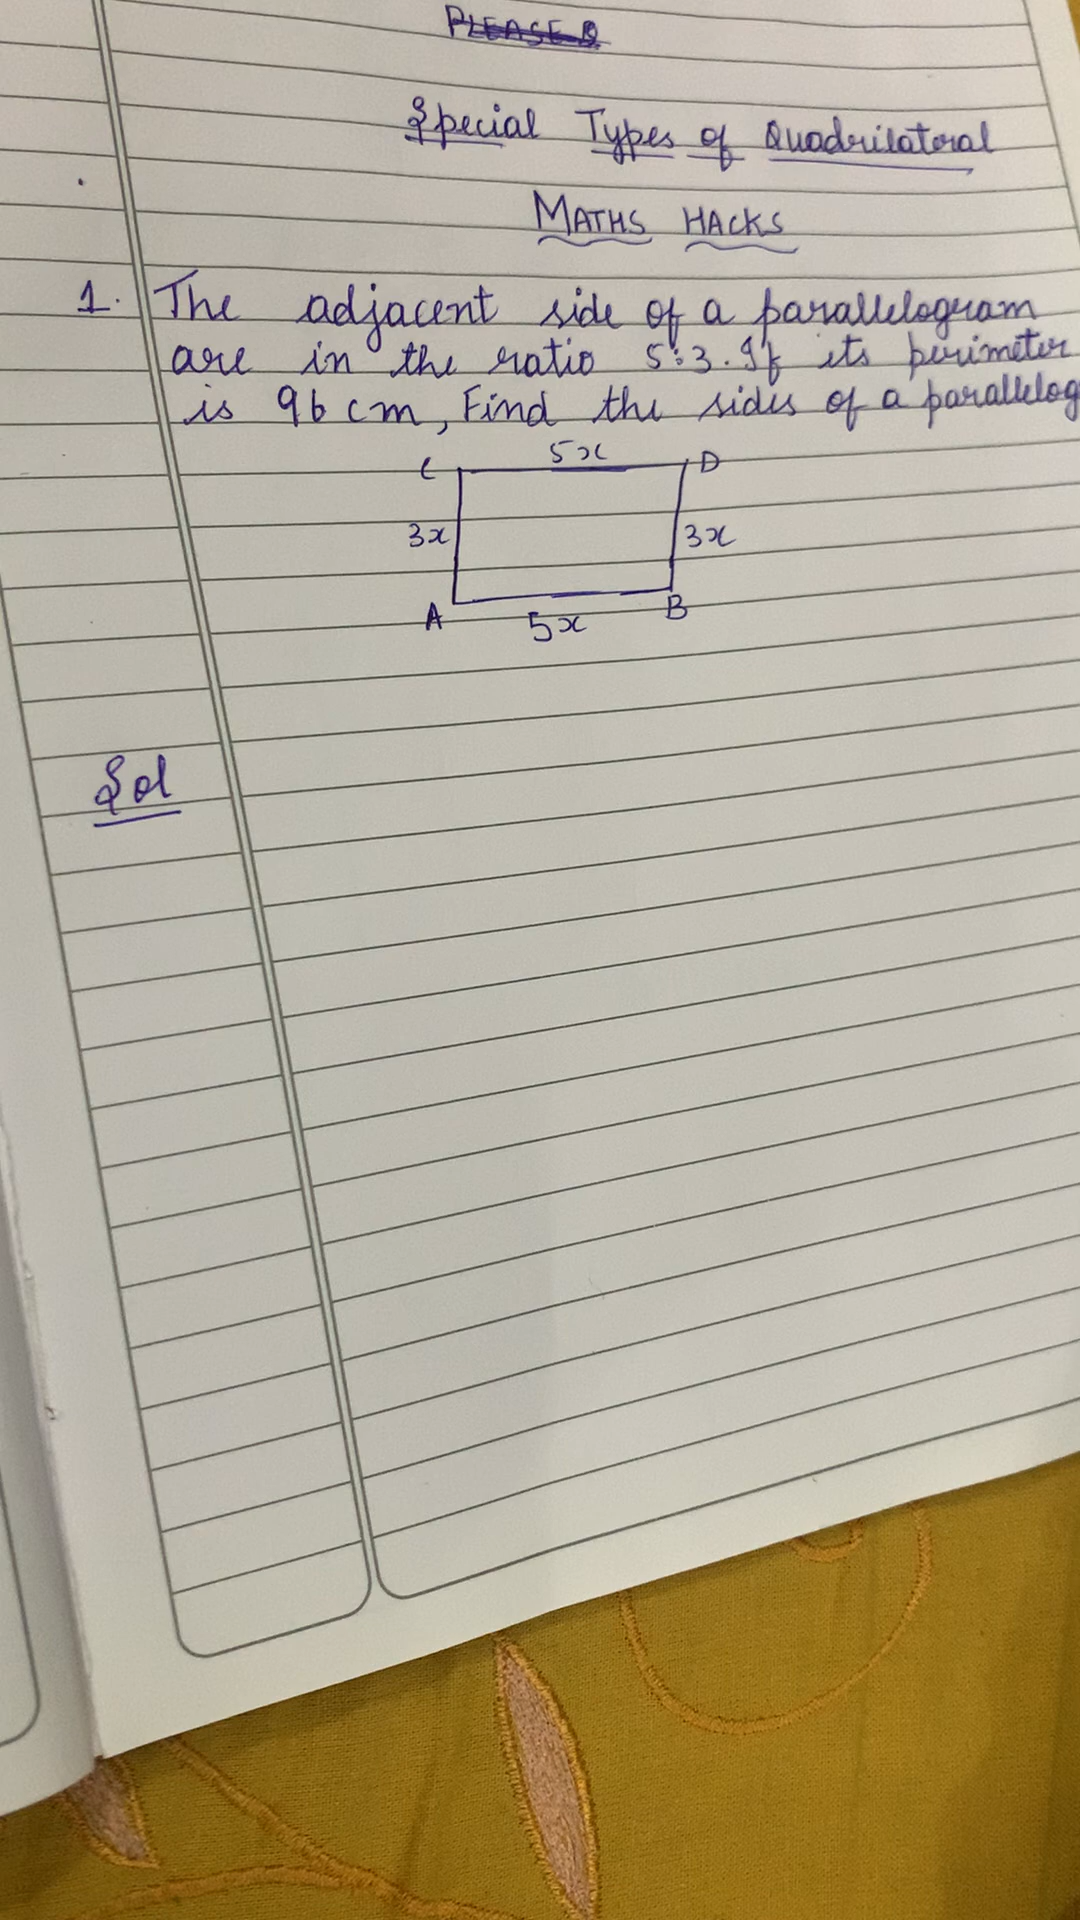 PLEASE
Special Types of Quadrilateral
MATHS HACKS
1. The adjacent side of a parallelogram
are in the ratio 5:3. If its perimeter
is 96 cm, Find the sides of a parallelog
C 5x D
3x 3x
A 5x B
Sol